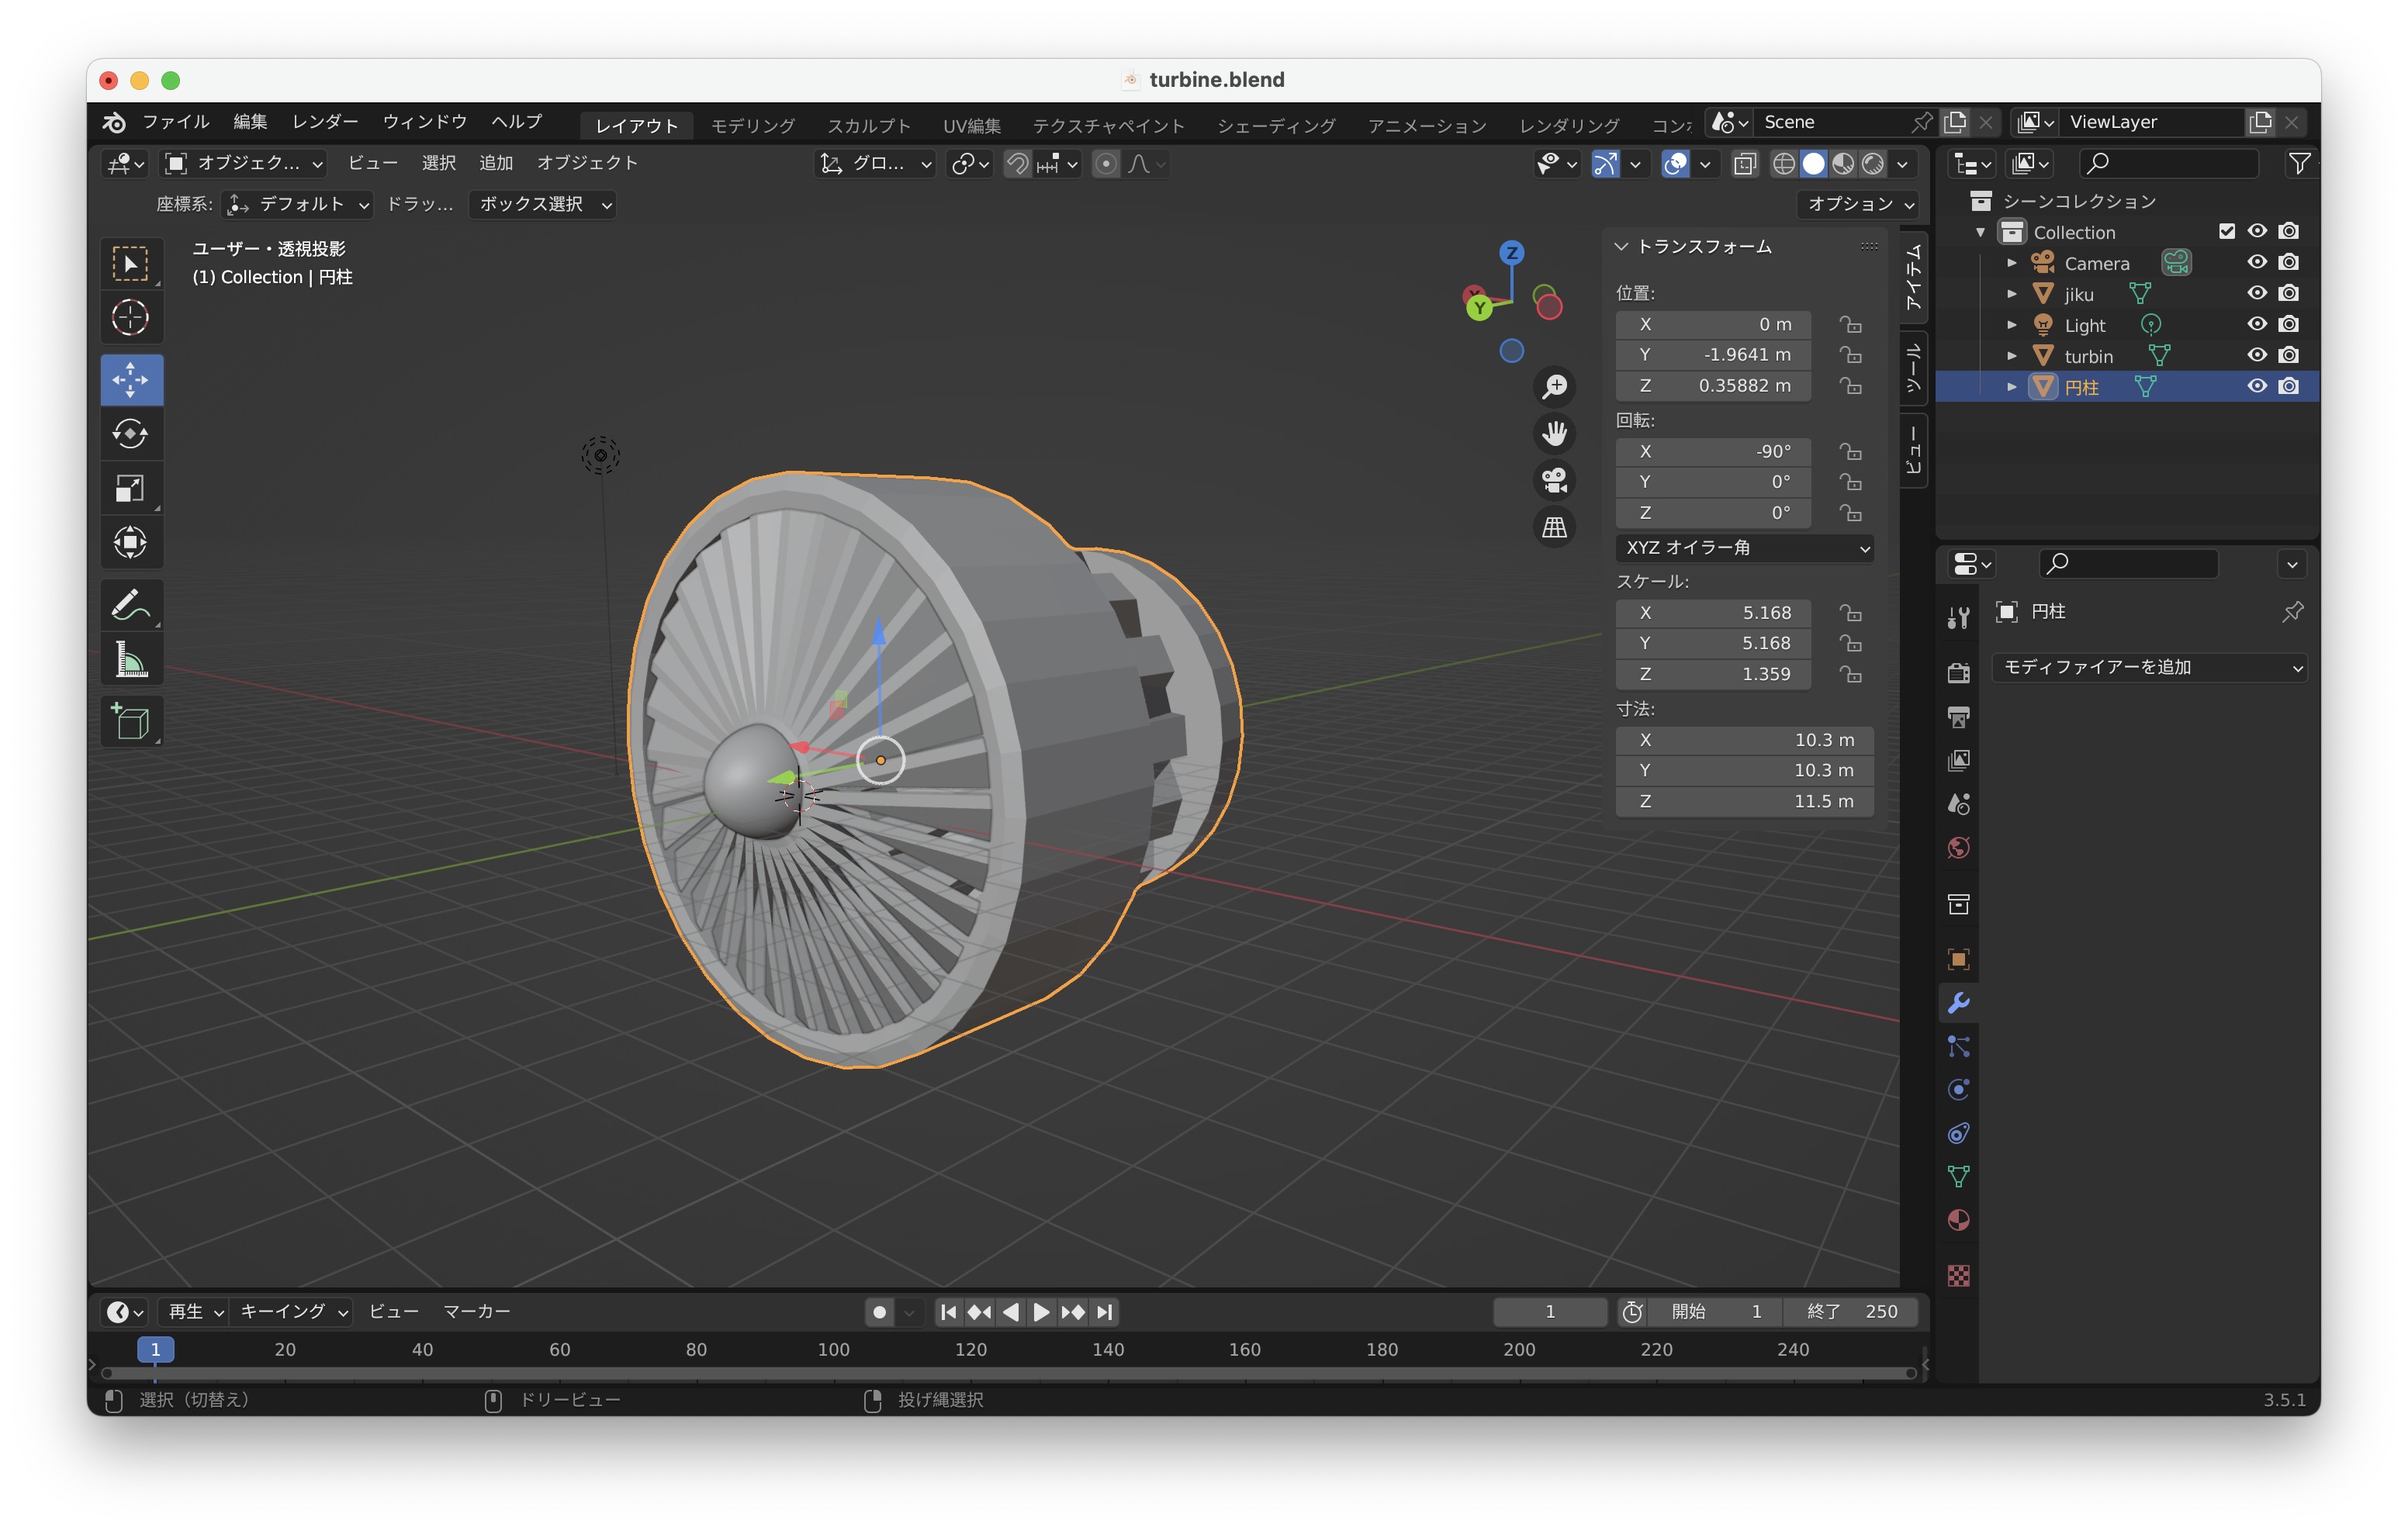 turbine.blend
ファイル 編集 レンダー ウィンドウ ヘルプ レイアウト モデリング スカルプト UV編集 テクスチャペイント シェーディング アニメーション レンダリング Scene ViewLayer
オブジェク... ビュー 選択 追加 オブジェクト グロ...
座標系: デフォルト ドラッ... ボックス選択 オプション
ユーザー・透視投影
(1) Collection | 円柱
Z
X
Y
トランスフォーム
位置:
X 0 m
Y -1.9641 m
Z 0.35882 m
回転:
X -90°
Y 0°
Z 0°
XYZ オイラー角
スケール:
X 5.168
Y 5.168
Z 1.359
寸法:
X 10.3 m
Y 10.3 m
Z 11.5 m
アイテム
ツール
ビュー
シーンコレクション
Collection
Camera
jiku
Light
turbin
円柱
円柱
モディファイアーを追加
再生 キーイング ビュー マーカー 1 開始 1 終了 250
1 20 40 60 80 100 120 140 160 180 200 220 240
選択（切替え） ドリービュー 投げ縄選択 3.5.1